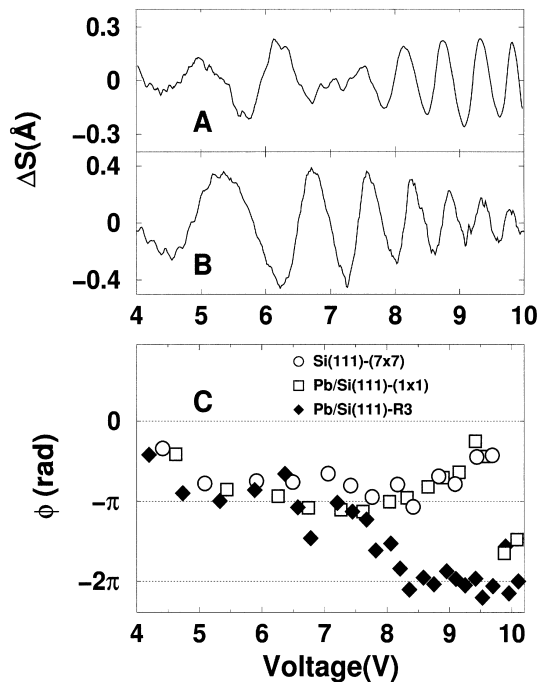 0.3
0
−0.3
A
ΔS(Å)
0.4
0
−0.4
B
4 5 6 7 8 9 10
C
Si(111)-(7x7)
Pb/Si(111)-(1x1)
Pb/Si(111)-R3
0
−π
−2π
ϕ (rad)
4 5 6 7 8 9 10
Voltage(V)